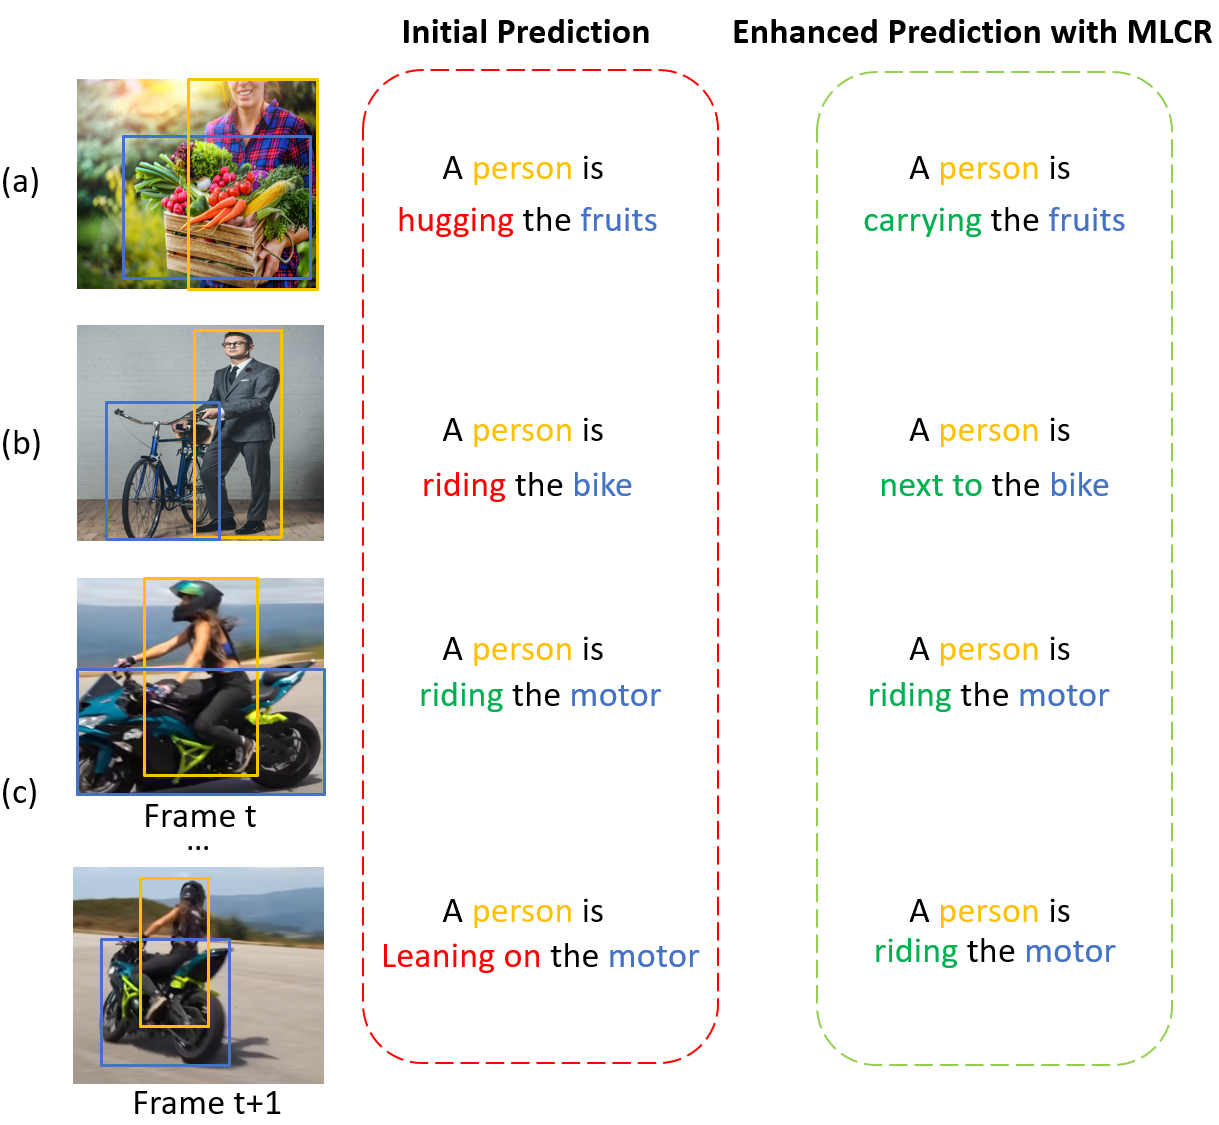 Initial Prediction
Enhanced Prediction with MLCR
(a)
A person is
hugging the fruits
A person is
carrying the fruits
(b)
A person is
riding the bike
A person is
next to the bike
(c)
A person is
riding the motor
A person is
riding the motor
Frame t
...
A person is
Leaning on the motor
A person is
riding the motor
Frame t+1